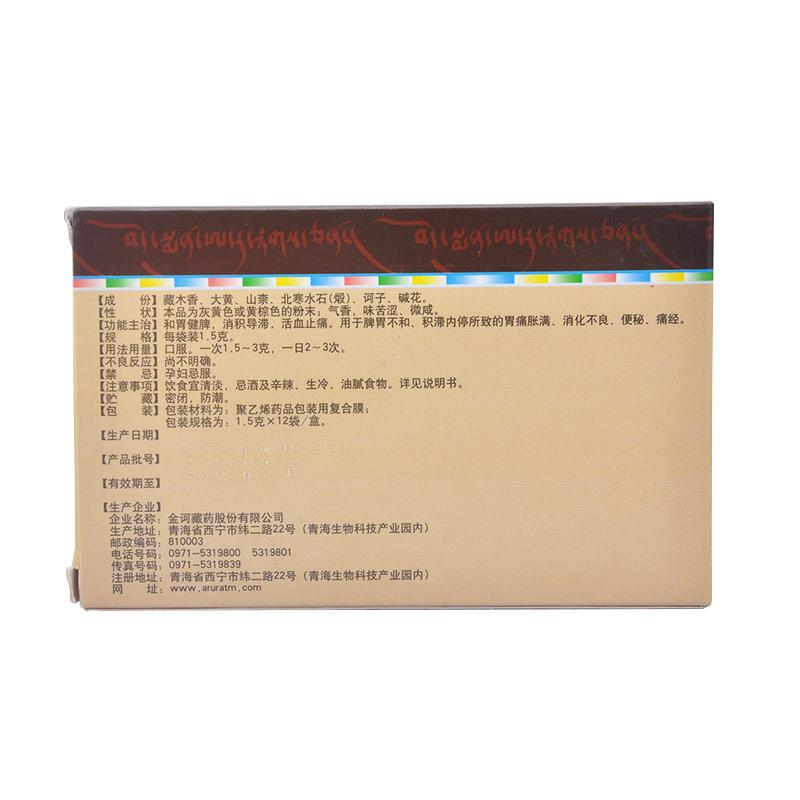 【成　　份】藏木香、大黄、山柰、北寒水石(煅)、诃子、碱花。
【性　　状】本品为灰黄色或黄棕色的粉末；气香，味苦涩、微咸。
【功能主治】和胃健脾，消积导滞，活血止痛。用于脾胃不和、积滞内停所致的胃痛胀满、消化不良，便秘、痛经。
【规　　格】每袋装1.5克。
【用法用量】口服。一次1.5~3克，一日2~3次。
【不良反应】尚不明确。
【禁　　忌】孕妇忌服。
【注意事项】饮食宜清淡，忌酒及辛辣、生冷、油腻食物。详见说明书。
【贮　　藏】密闭，防潮。
【包　　装】包装材料为：聚乙烯药品包装用复合膜；
包装规格为：1.5克×12袋/盒。
【生产日期】
【产品批号】
【有效期至】
【生产企业】
企业名称：金诃藏药股份有限公司
生产地址：青海省西宁市纬二路22号（青海生物科技产业园内）
邮政编码：810003
电话号码：0971-5319800　5319801
传真号码：0971-5319839
注册地址：青海省西宁市纬二路22号（青海生物科技产业园内）
网　　址：www.aruratm.com